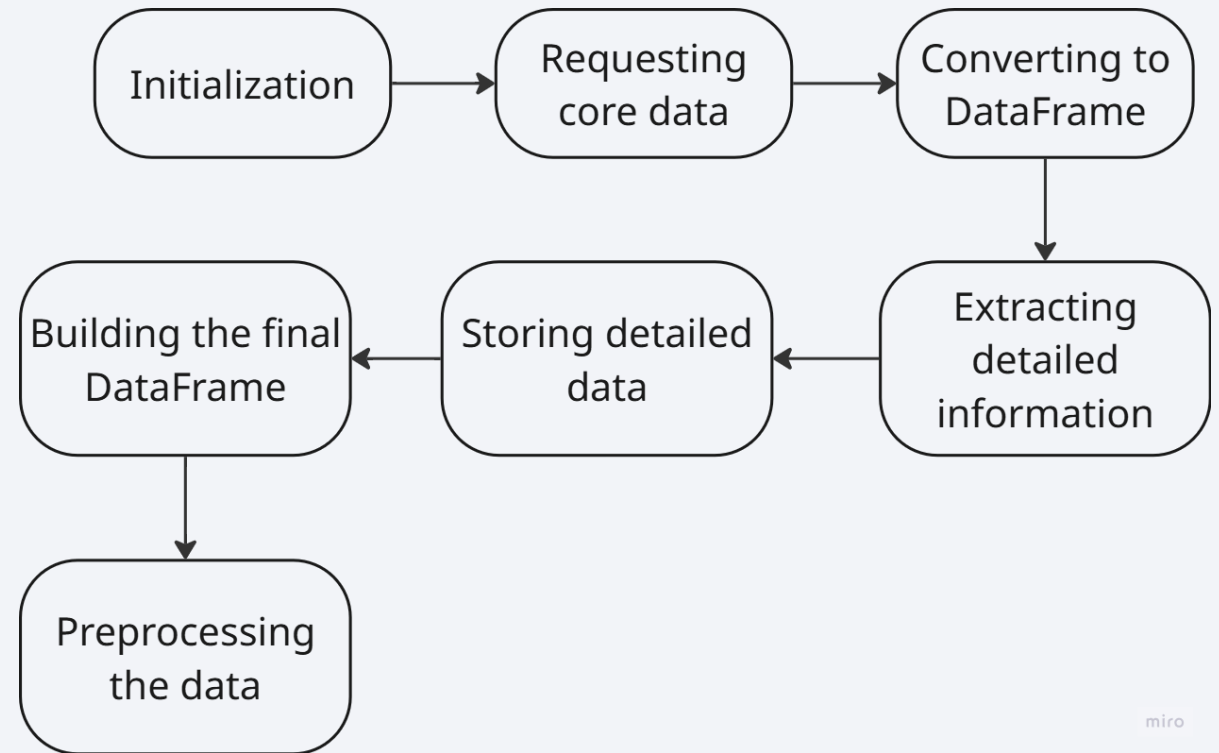 Initialization
Requesting
core data
Converting to
DataFrame
Extracting
detailed
information
Storing detailed
data
Building the final
DataFrame
Preprocessing
the data
miro